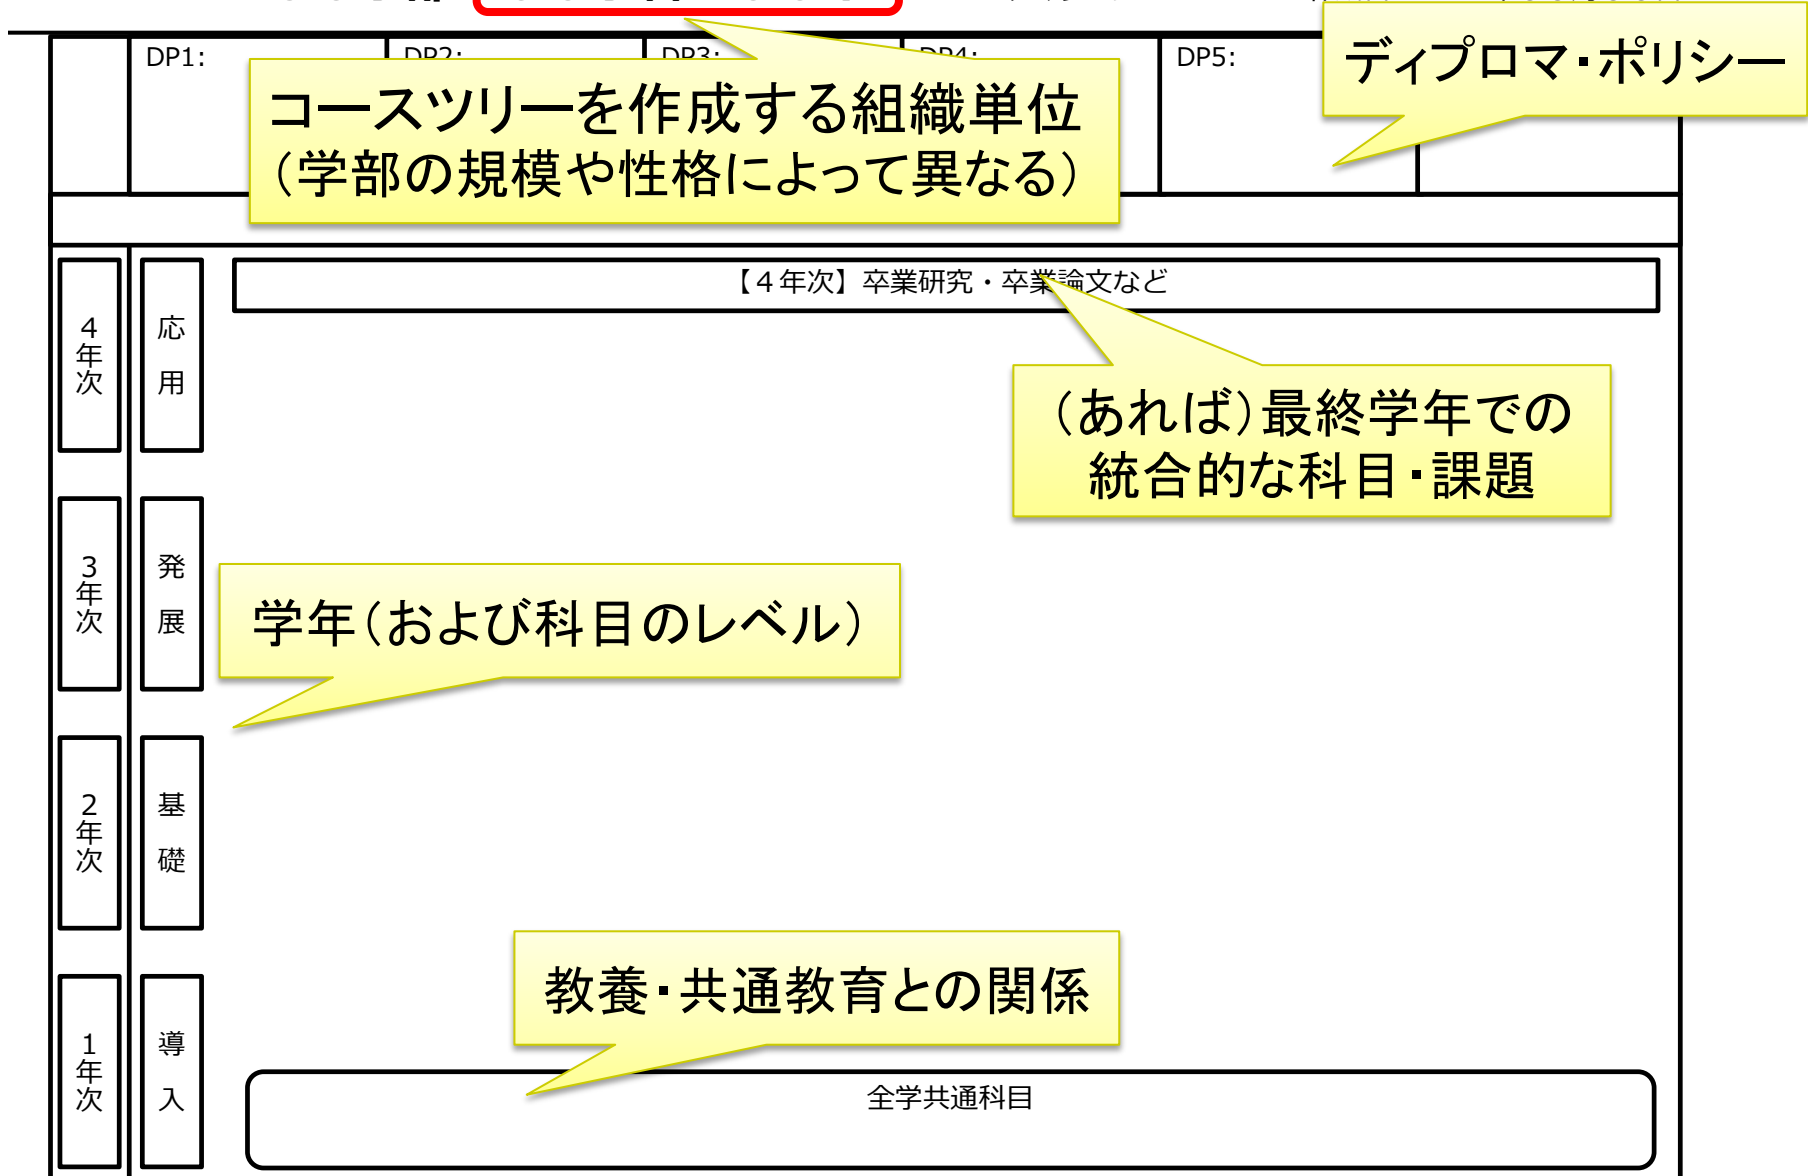 DP1:
DP2:
DP3:
DP4:
DP5:
ディプロマ・ポリシー
コースツリーを作成する組織単位
（学部の規模や性格によって異なる）
【４年次】卒業研究・卒業論文など
４年次
応用
（あれば）最終学年での
統合的な科目・課題
３年次
発展
学年（および科目のレベル）
２年次
基礎
教養・共通教育との関係
１年次
導入
全学共通科目